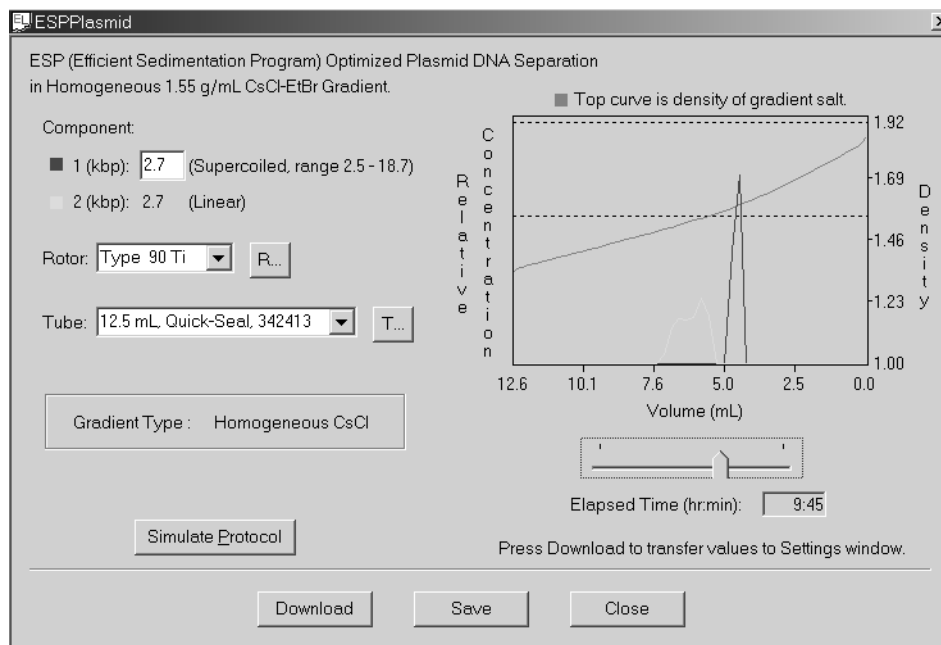 ESPPlasmid
ESP (Efficient Sedimentation Program) Optimized Plasmid DNA Separation
in Homogeneous 1.55 g/mL CsCl-EtBr Gradient.
Component:
1 (kbp): 2.7 (Supercoiled, range 2.5 - 18.7)
2 (kbp): 2.7 (Linear)
Rotor: Type 90 Ti R...
Tube: 12.5 mL, Quick-Seal, 342413 T...
Gradient Type : Homogeneous CsCl
Simulate Protocol
Top curve is density of gradient salt.
Relative
Concentration
1.92
1.69
1.46
1.23
1.00
Density
12.6 10.1 7.6 5.0 2.5 0.0
Volume (mL)
Elapsed Time (hr:min): 9:45
Press Download to transfer values to Settings window.
Download Save Close